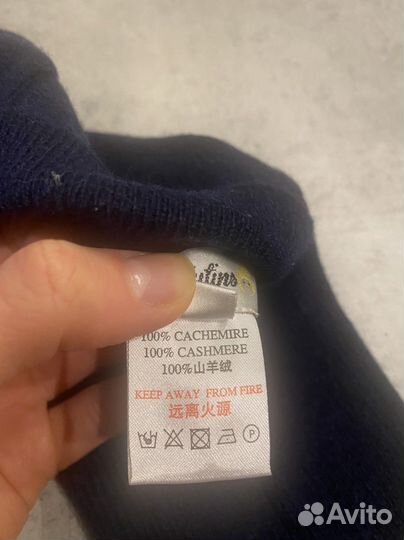 100% CACHEMIRE
100% CASHMERE
100%山羊绒
KEEP AWAY FROM FIRE
远离火源
P
Avito